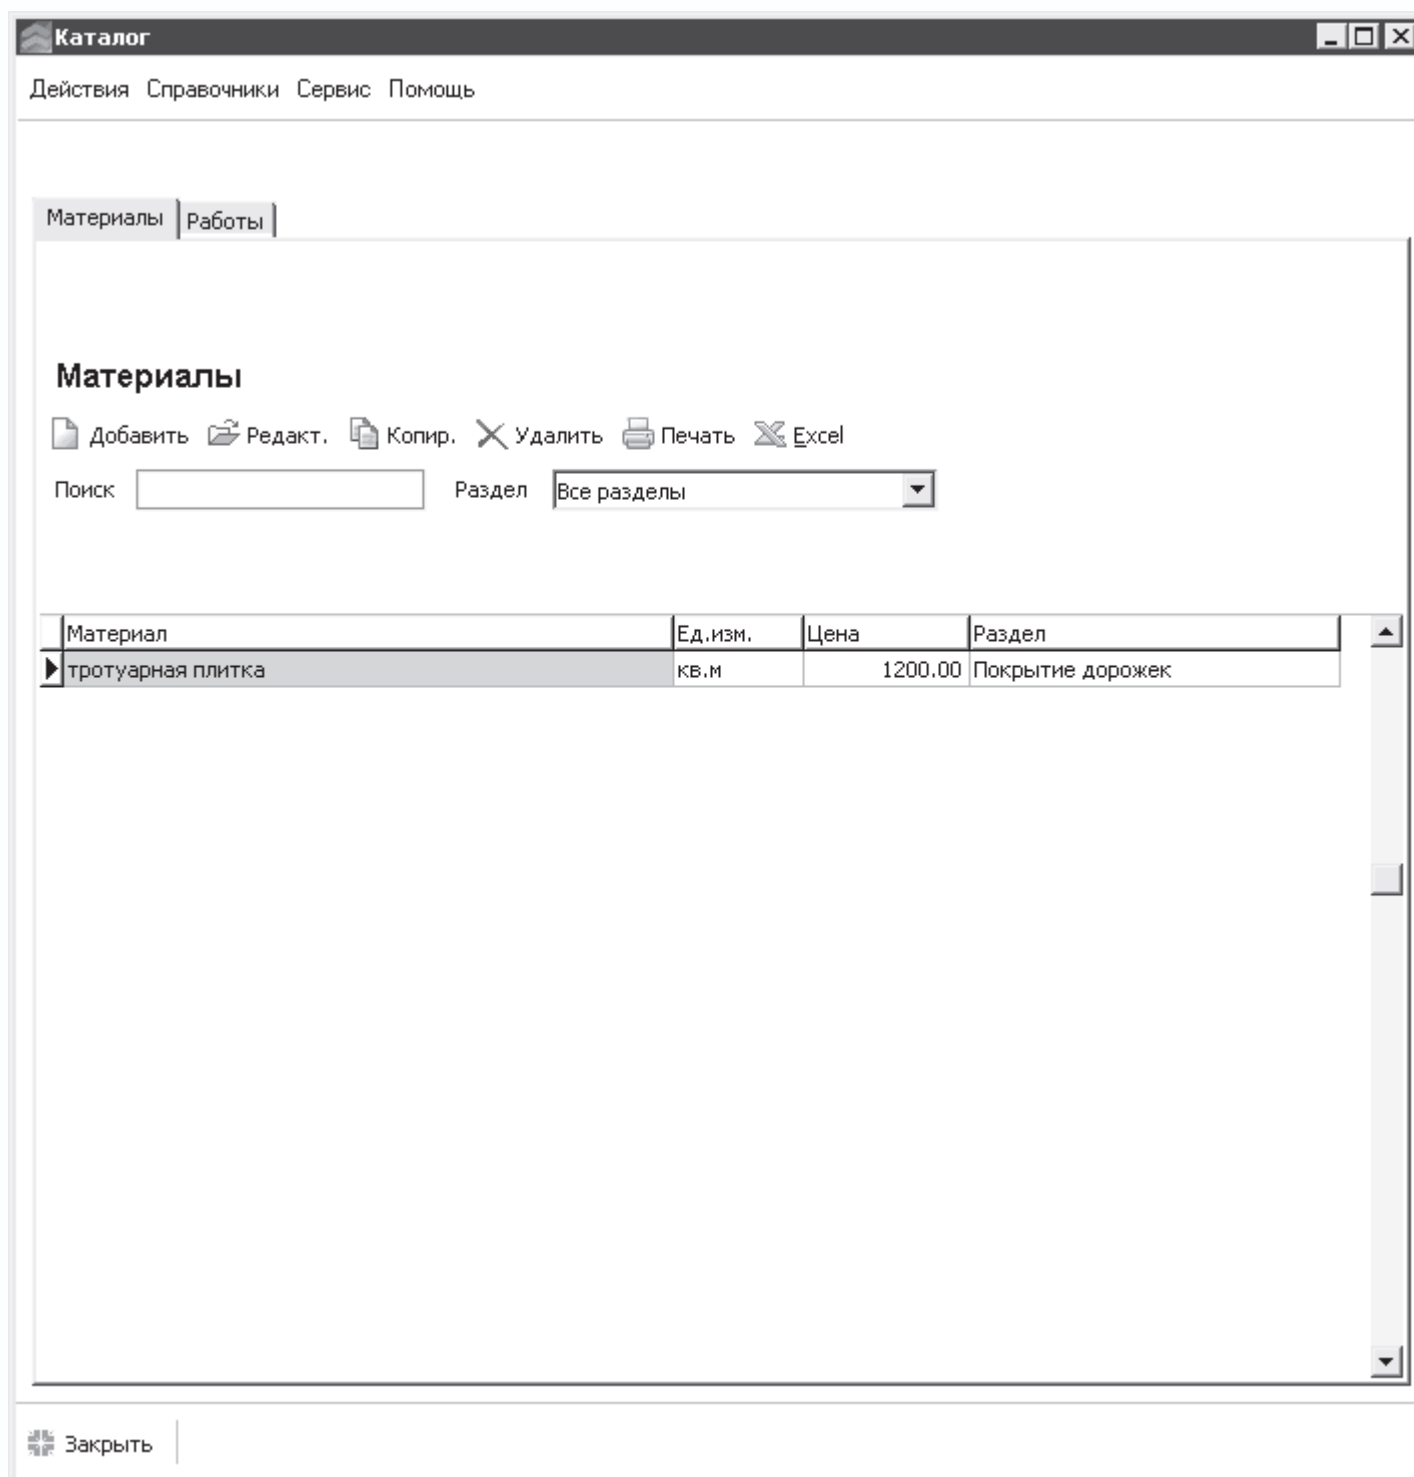 Каталог
Действия Справочники Сервис Помощь
Материалы Работы
Материалы
Добавить Редакт. Копир. Удалить Печать Excel
Поиск Раздел Все разделы
Материал Ед.изм. Цена Раздел
тротуарная плитка кв.м 1200.00 Покрытие дорожек
Закрыть